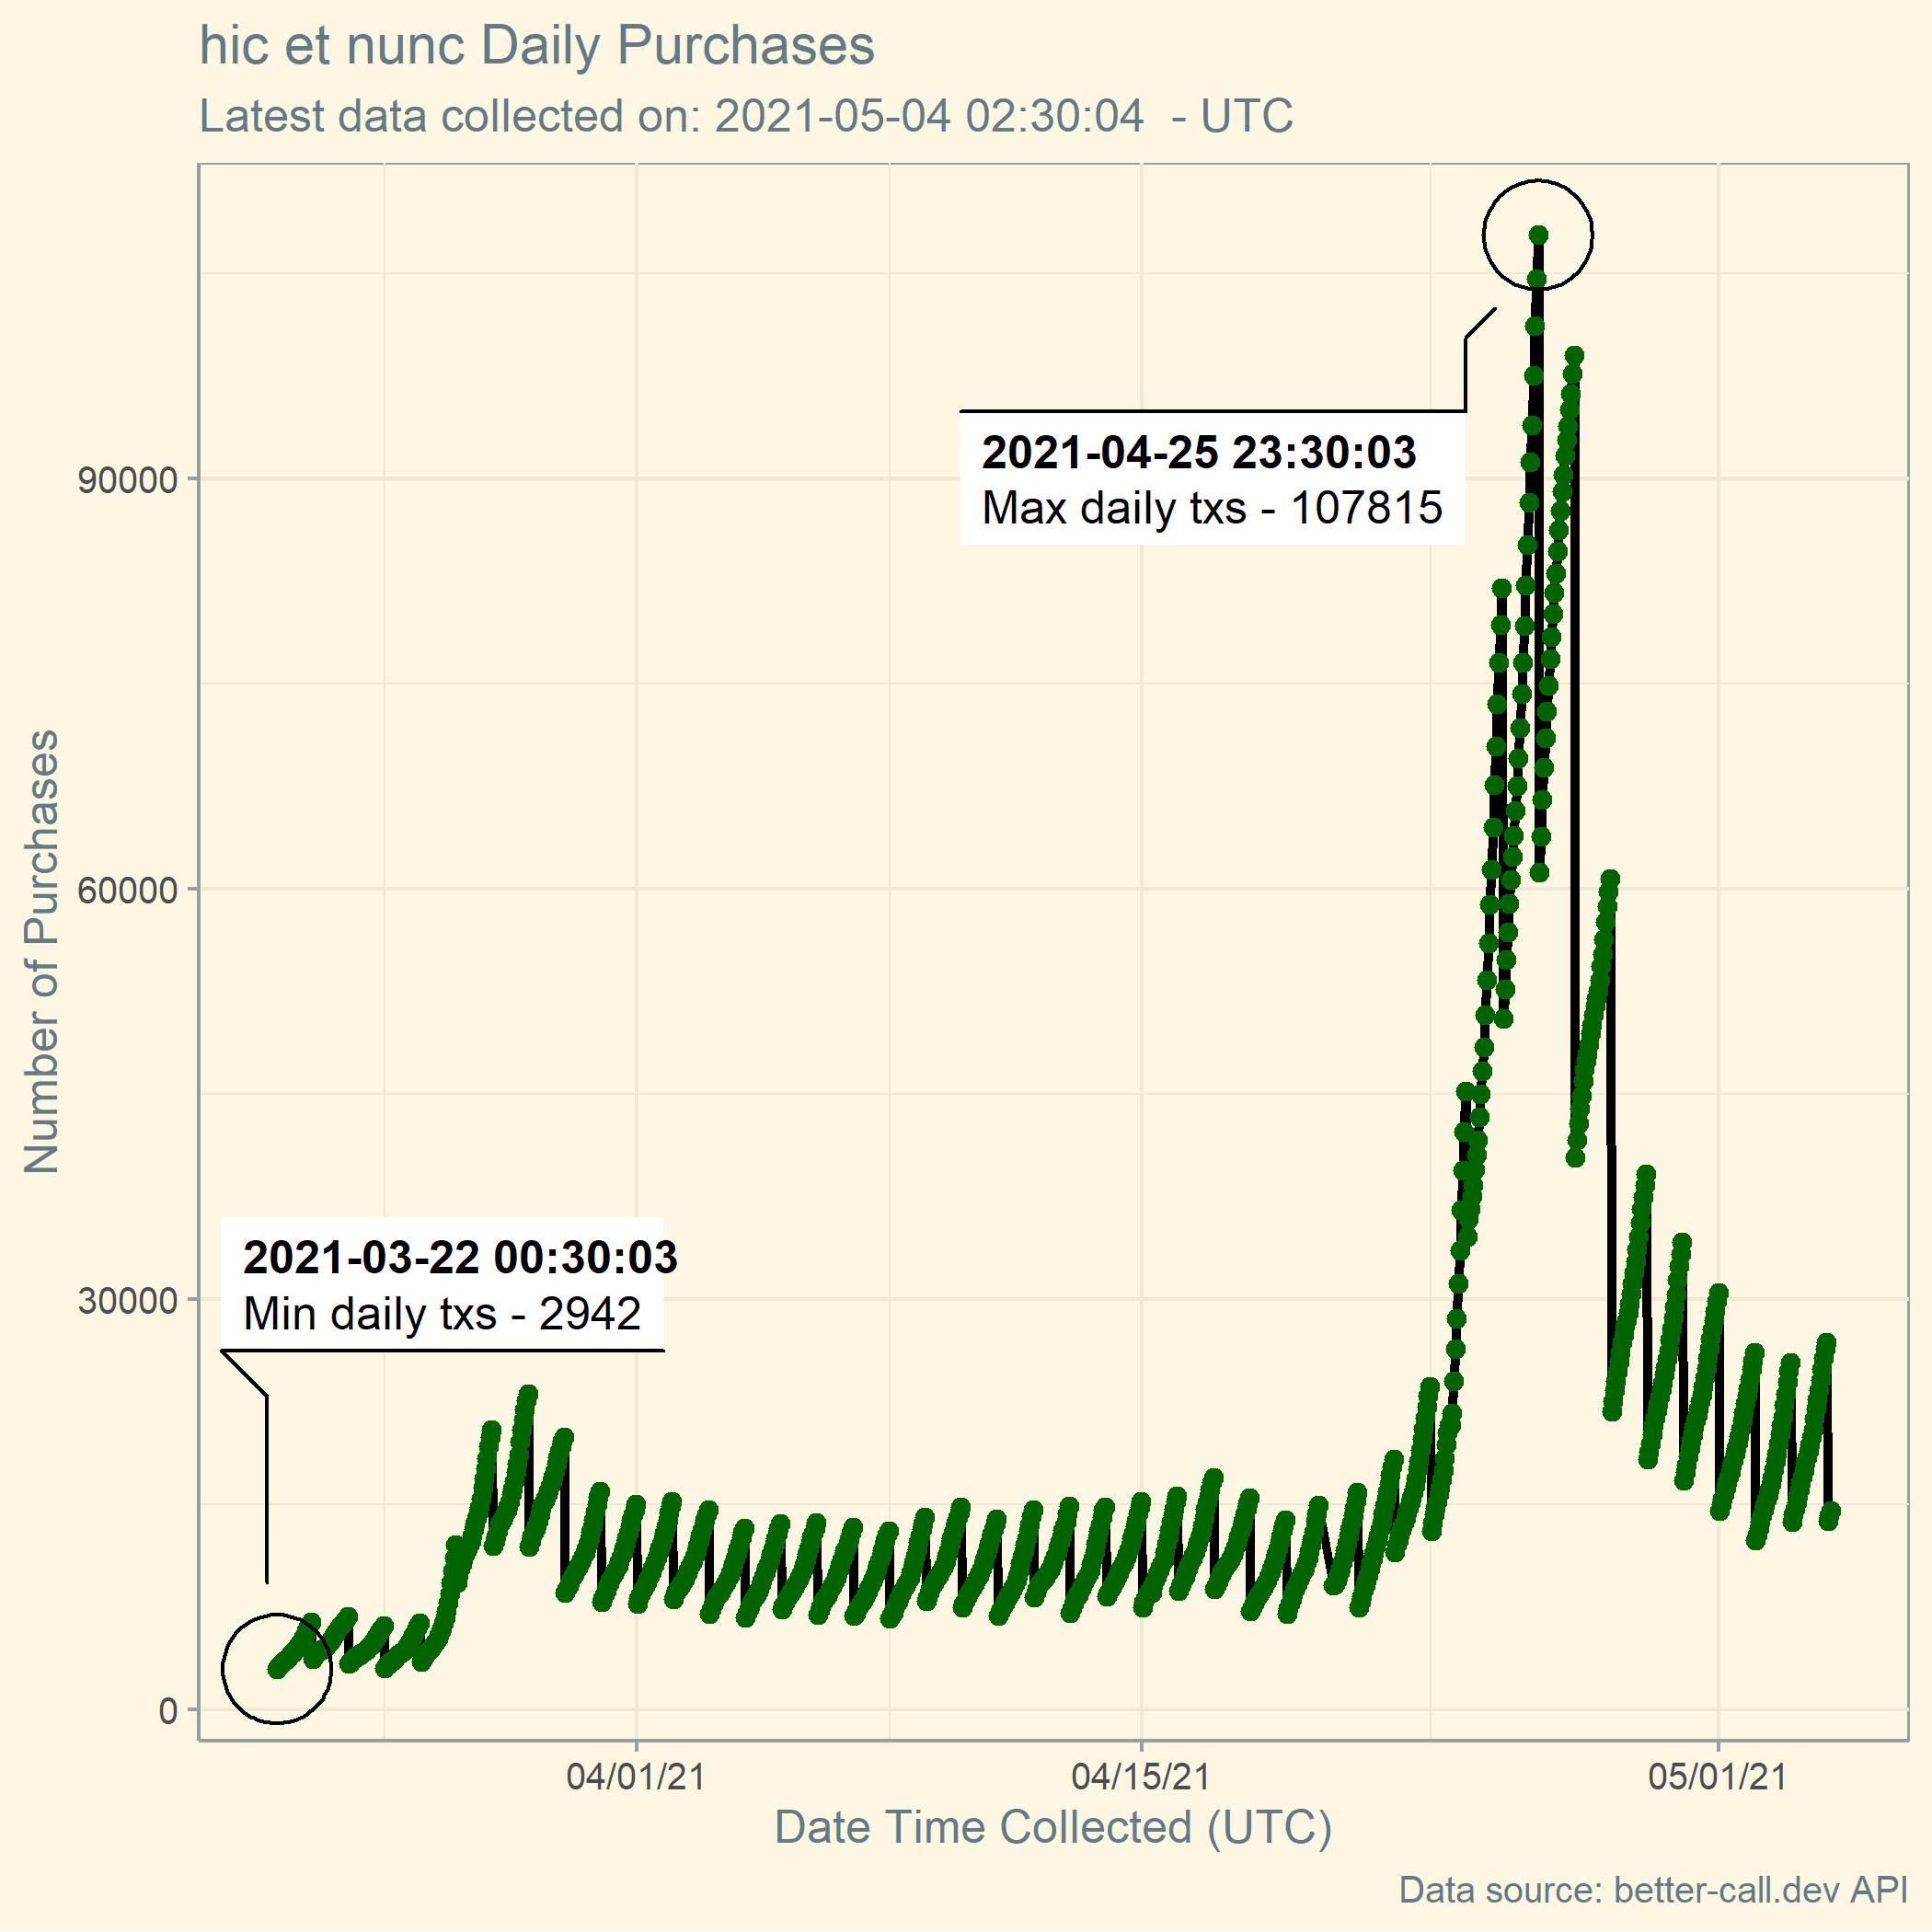 hic et nunc Daily Purchases
Latest data collected on: 2021-05-04 02:30:04  - UTC
Number of Purchases
90000
60000
30000
0
2021-04-25 23:30:03
Max daily txs - 107815
2021-03-22 00:30:03
Min daily txs - 2942
04/01/21
04/15/21
05/01/21
Date Time Collected (UTC)
Data source: better-call.dev API